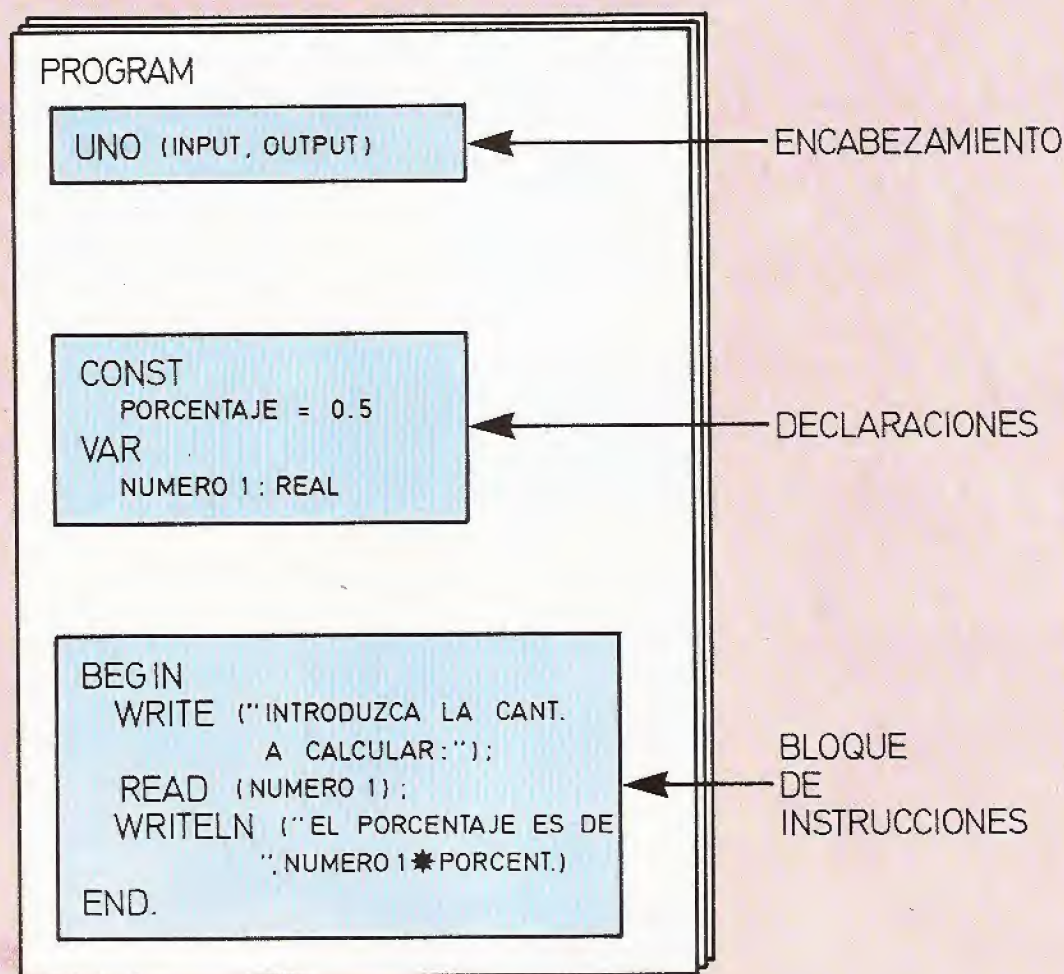 PROGRAM
UNO (INPUT, OUTPUT)
ENCABEZAMIENTO
CONST
PORCENTAJE = 0.5
VAR
NUMERO 1: REAL
DECLARACIONES
BEGIN
WRITE ("INTRODUZCA LA CANT.
A CALCULAR:");
READ (NUMERO 1);
WRITELN ("EL PORCENTAJE ES DE
",NUMERO 1✱PORCENT.)
END.
BLOQUE
DE
INSTRUCCIONES